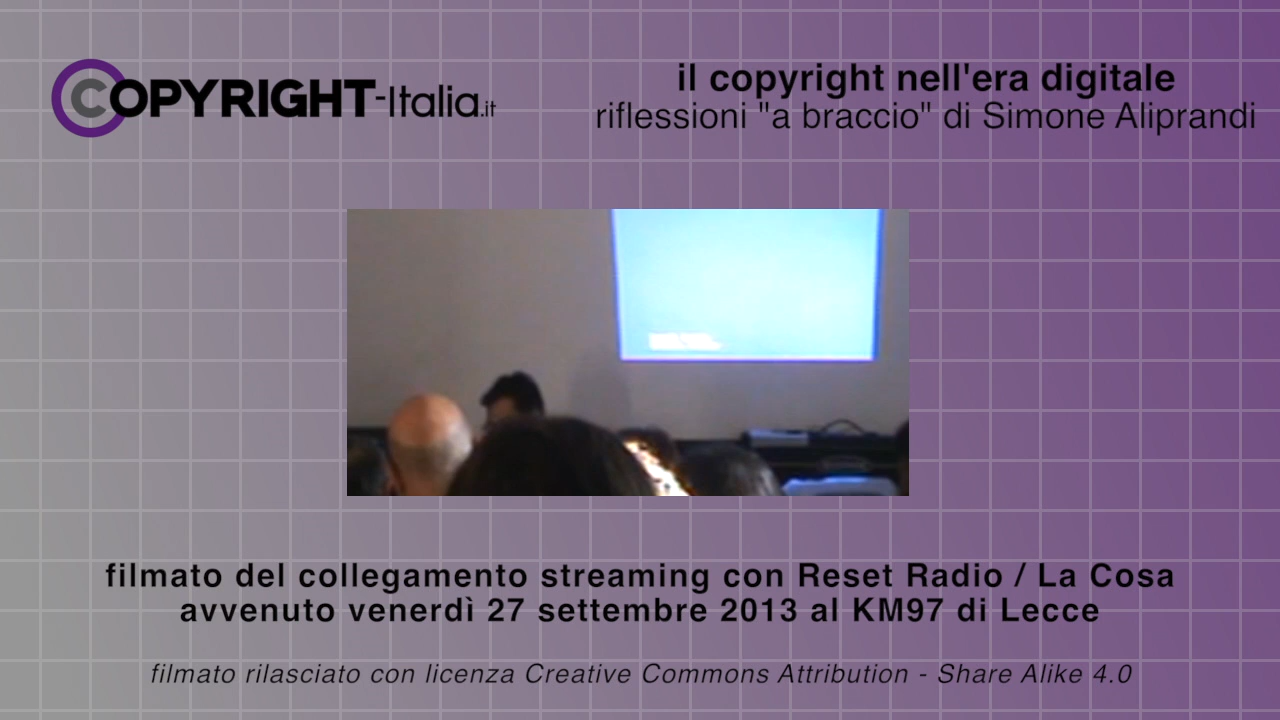 COPYRIGHT-Italia.it
il copyright nell'era digitale
riflessioni "a braccio" di Simone Aliprandi
filmato del collegamento streaming con Reset Radio / La Cosa
avvenuto venerdì 27 settembre 2013 al KM97 di Lecce
filmato rilasciato con licenza Creative Commons Attribution - Share Alike 4.0